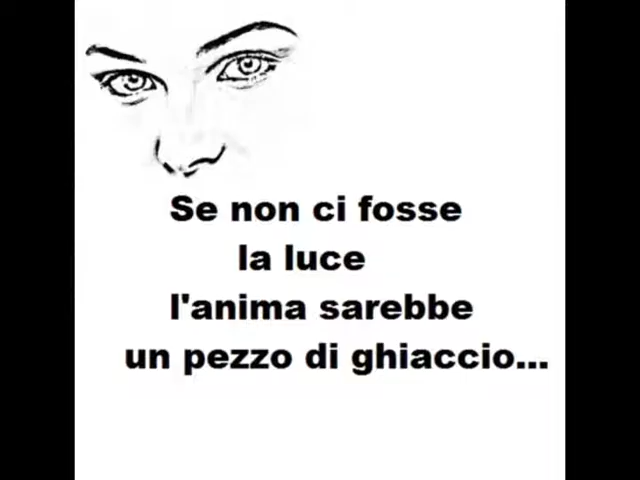 Se non ci fosse
la luce
l'anima sarebbe
un pezzo di ghiaccio...